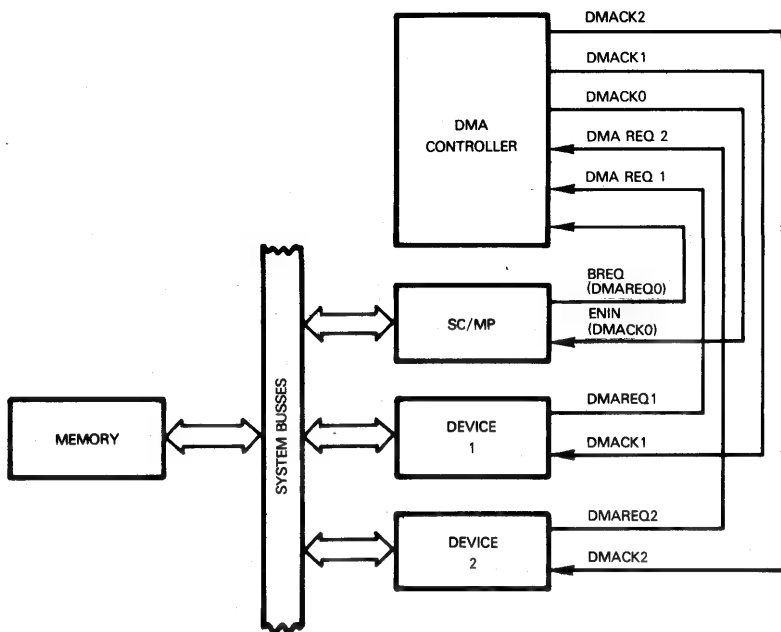 DMACK2
DMACK1
DMACK0
DMA REQ 2
DMA REQ 1
DMA
CONTROLLER
BREQ
(DMAREQ0)
ENIN
(DMACK0)
SC/MP
SYSTEM BUSSES
MEMORY
DEVICE
1
DMAREQ1
DMACK1
DEVICE
2
DMAREQ2
DMACK2